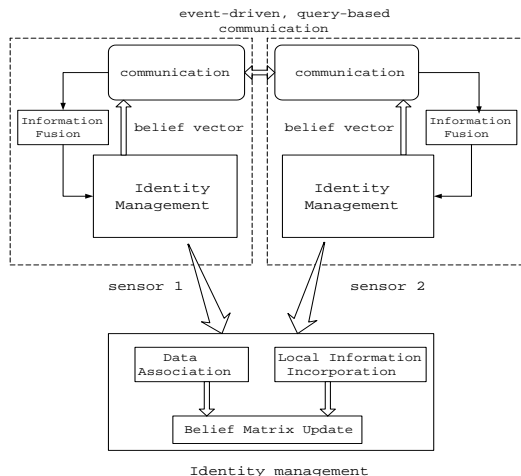 event-driven, query-based
communication
communication
communication
Information
Fusion
belief vector
belief vector
Information
Fusion
Identity
Management
Identity
Management
sensor 1
sensor 2
Data
Association
Local Information
Incorporation
Belief Matrix Update
Identity management